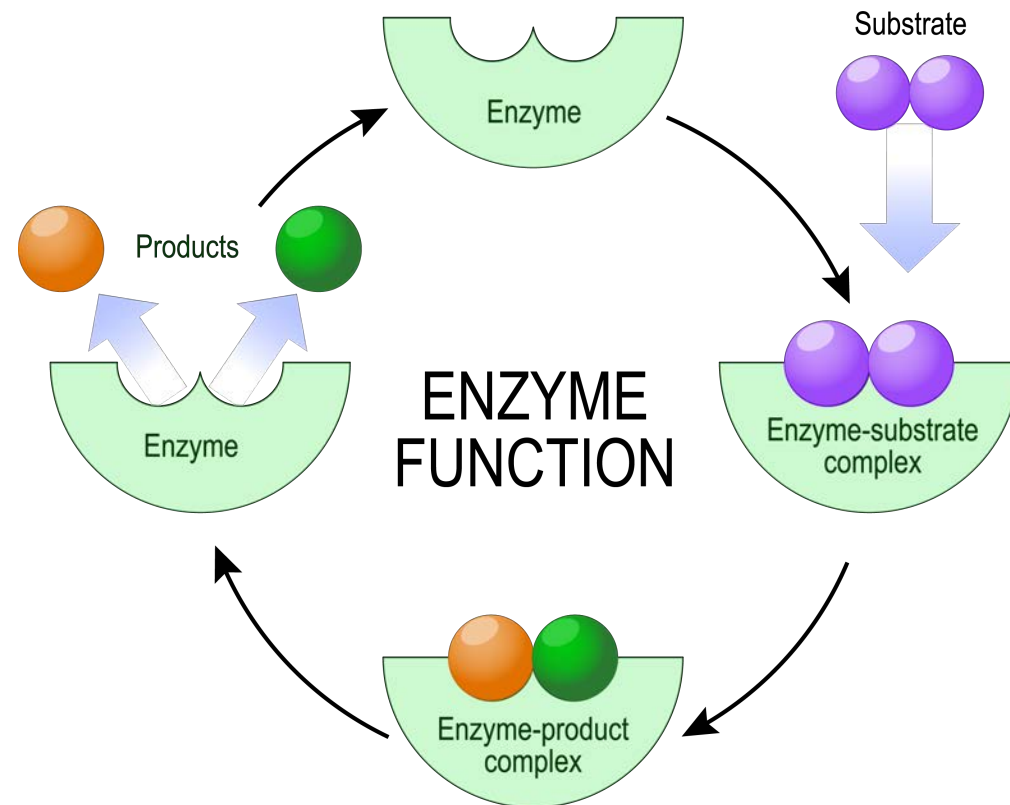 Substrate
Enzyme
Products
ENZYME
FUNCTION
Enzyme-substrate
complex
Enzyme
Enzyme-product
complex